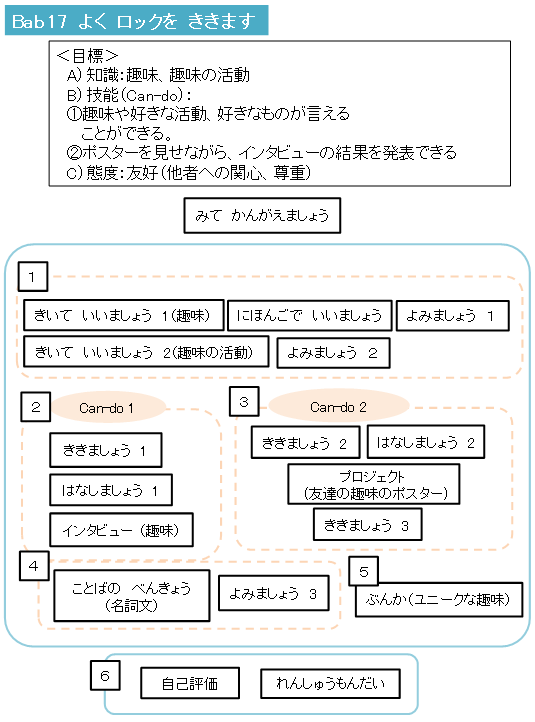 Bab17 よく ロックを ききます
＜目標＞
A）知識：趣味、趣味の活動
B）技能（Can-do）：
①趣味や好きな活動、好きなものが言える
ことができる。
②ポスターを見せながら、インタビューの結果を発表できる
C）態度：友好（他者への関心、尊重）
みて かんがえましょう
1
きいて いいましょう 1（趣味）
にほんごで いいましょう
よみましょう 1
きいて いいましょう 2（趣味の活動）
よみましょう 2
2
Can-do 1
ききましょう 1
はなしましょう 1
インタビュー（趣味）
3
Can-do 2
ききましょう 2
はなしましょう 2
プロジェクト
（友達の趣味のポスター）
ききましょう 3
4
ことばの べんきょう
（名詞文）
よみましょう 3
5
ぶんか（ユニークな趣味）
6
自己評価
れんしゅうもんだい